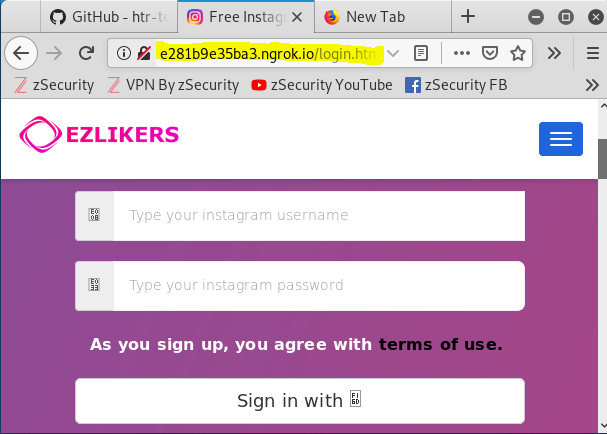 GitHub - htr-te
Free Instag
New Tab
e281b9e35ba3.ngrok.io/login.htm
zSecurity
VPN By zSecurity
zSecurity YouTube
zSecurity FB
EZLIKERS
Type your instagram username
Type your instagram password
As you sign up, you agree with terms of use.
Sign in with